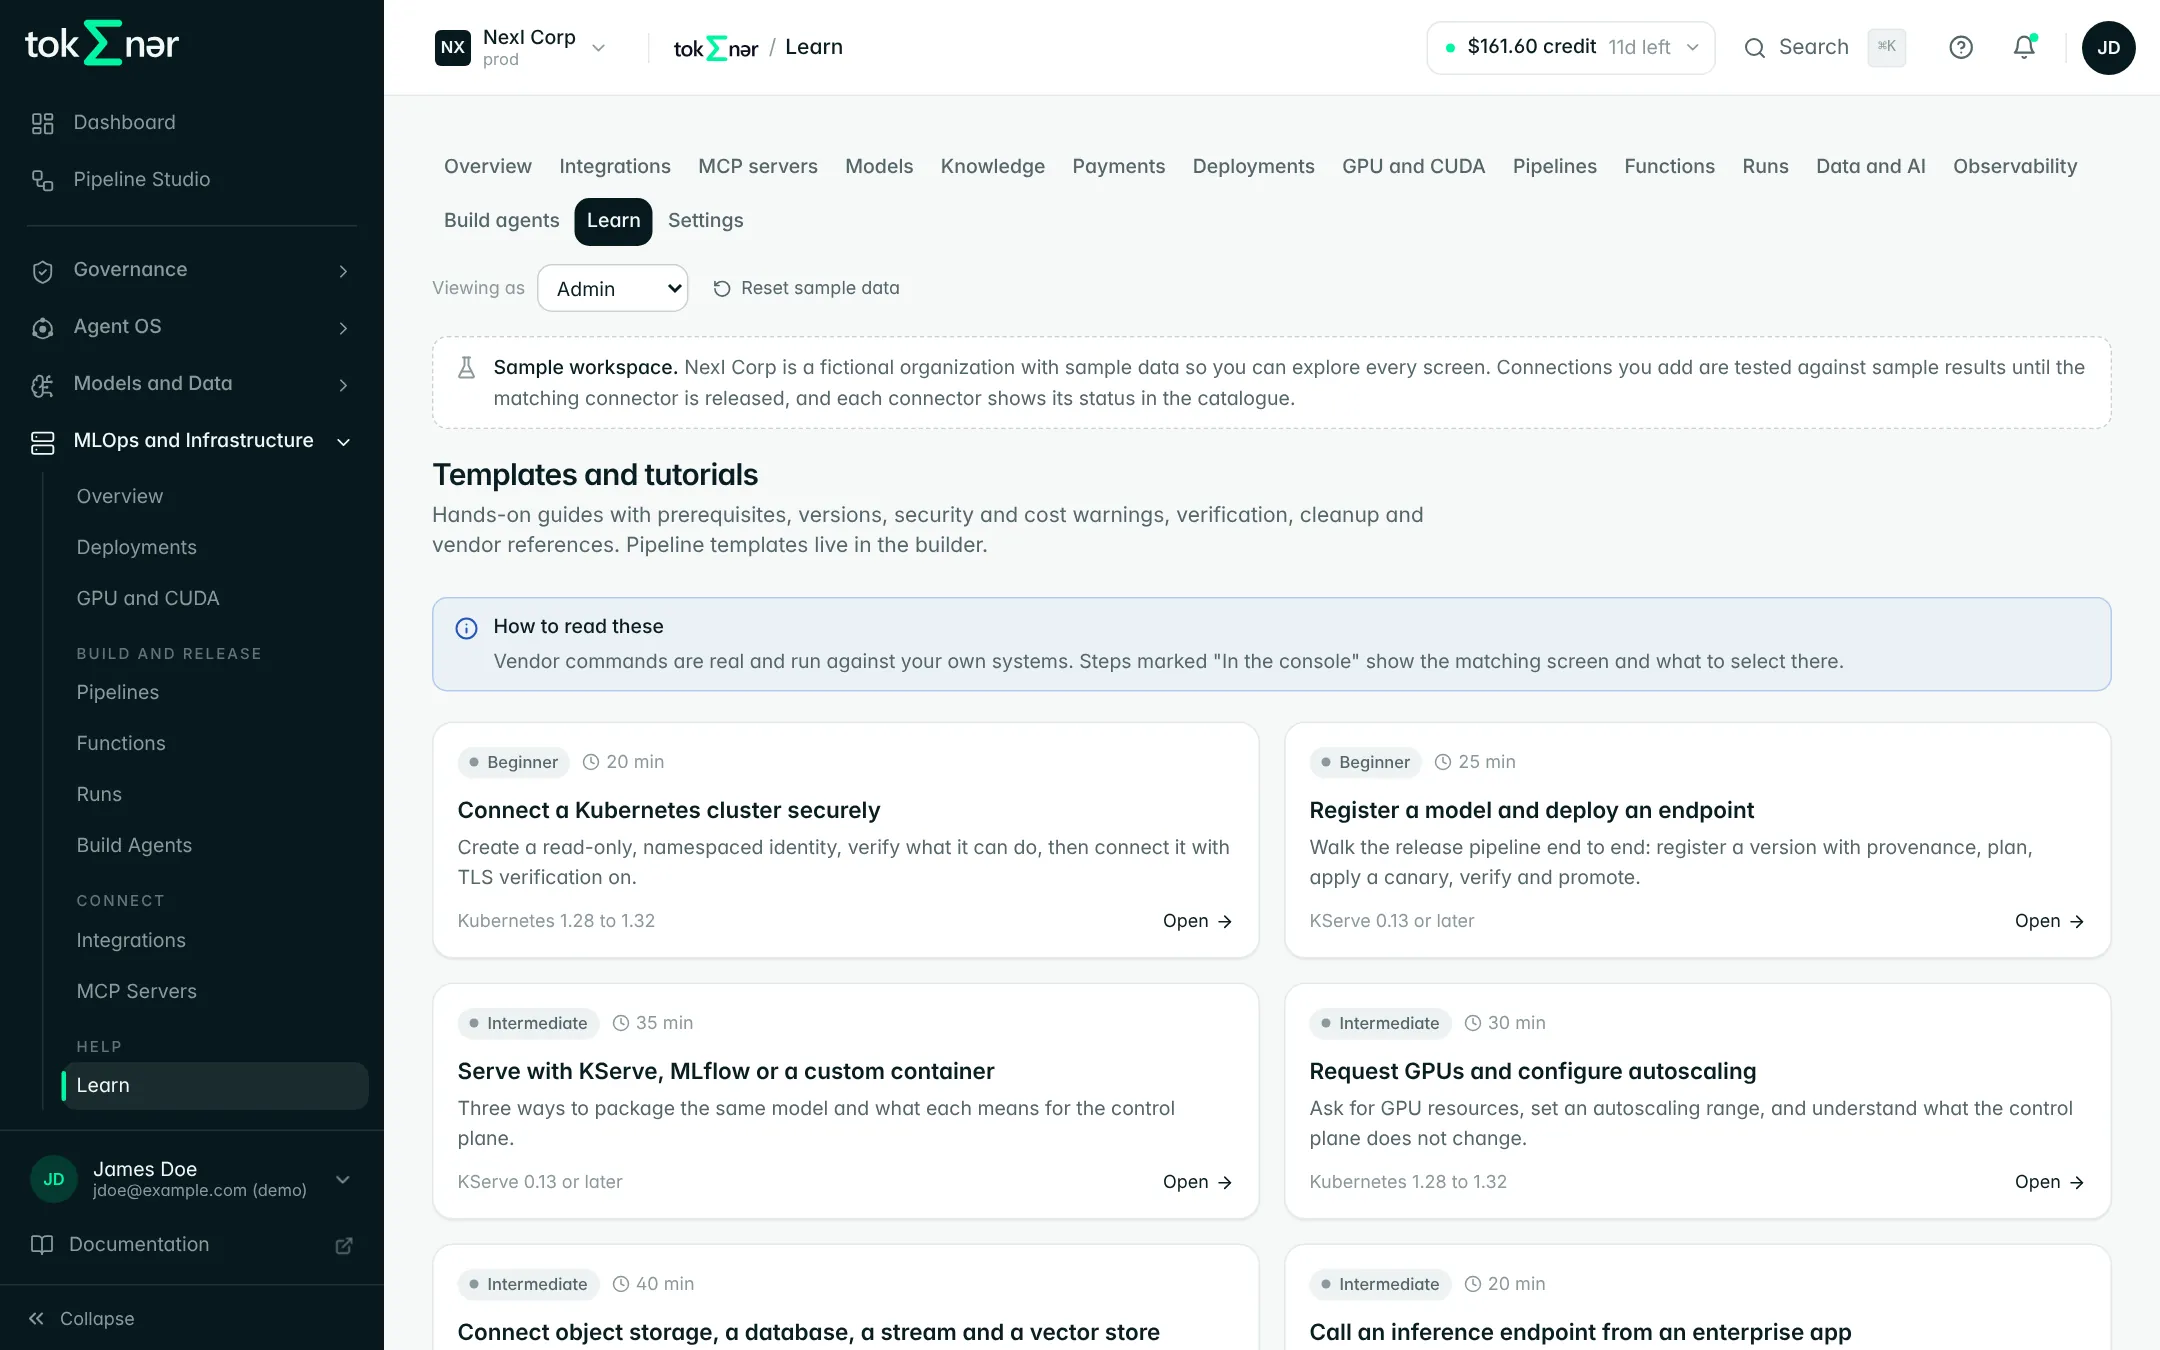 tokΣnər
Dashboard
Pipeline Studio
Governance
Agent OS
Models and Data
MLOps and Infrastructure
Overview
Deployments
GPU and CUDA
BUILD AND RELEASE
Pipelines
Functions
Runs
Build Agents
CONNECT
Integrations
MCP Servers
HELP
Learn
JD
James Doe
jdoe@example.com (demo)
Documentation
Collapse
NX
Nexl Corp
prod
tokΣnər / Learn
$161.60 credit 11d left
Search ⌘K
JD
Overview Integrations MCP servers Models Knowledge Payments Deployments GPU and CUDA Pipelines Functions Runs Data and AI Observability
Build agents Learn Settings
Viewing as Admin Reset sample data
Sample workspace. Nexl Corp is a fictional organization with sample data so you can explore every screen. Connections you add are tested against sample results until the
matching connector is released, and each connector shows its status in the catalogue.
Templates and tutorials
Hands-on guides with prerequisites, versions, security and cost warnings, verification, cleanup and
vendor references. Pipeline templates live in the builder.
How to read these
Vendor commands are real and run against your own systems. Steps marked "In the console" show the matching screen and what to select there.
Beginner 20 min
Connect a Kubernetes cluster securely
Create a read-only, namespaced identity, verify what it can do, then connect it with
TLS verification on.
Kubernetes 1.28 to 1.32 Open
Beginner 25 min
Register a model and deploy an endpoint
Walk the release pipeline end to end: register a version with provenance, plan,
apply a canary, verify and promote.
KServe 0.13 or later Open
Intermediate 35 min
Serve with KServe, MLflow or a custom container
Three ways to package the same model and what each means for the control
plane.
KServe 0.13 or later Open
Intermediate 30 min
Request GPUs and configure autoscaling
Ask for GPU resources, set an autoscaling range, and understand what the control
plane does not change.
Kubernetes 1.28 to 1.32 Open
Intermediate 40 min
Connect object storage, a database, a stream and a vector store
Intermediate 20 min
Call an inference endpoint from an enterprise app